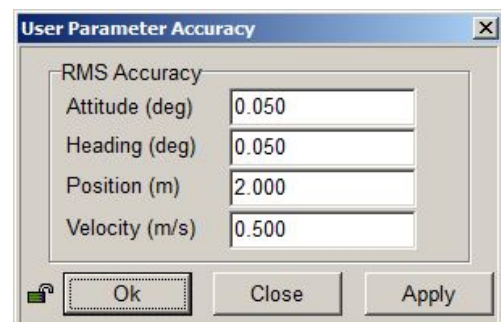 User Parameter Accuracy
RMS Accuracy
Attitude (deg) 0.050
Heading (deg) 0.050
Position (m) 2.000
Velocity (m/s) 0.500
Ok Close Apply